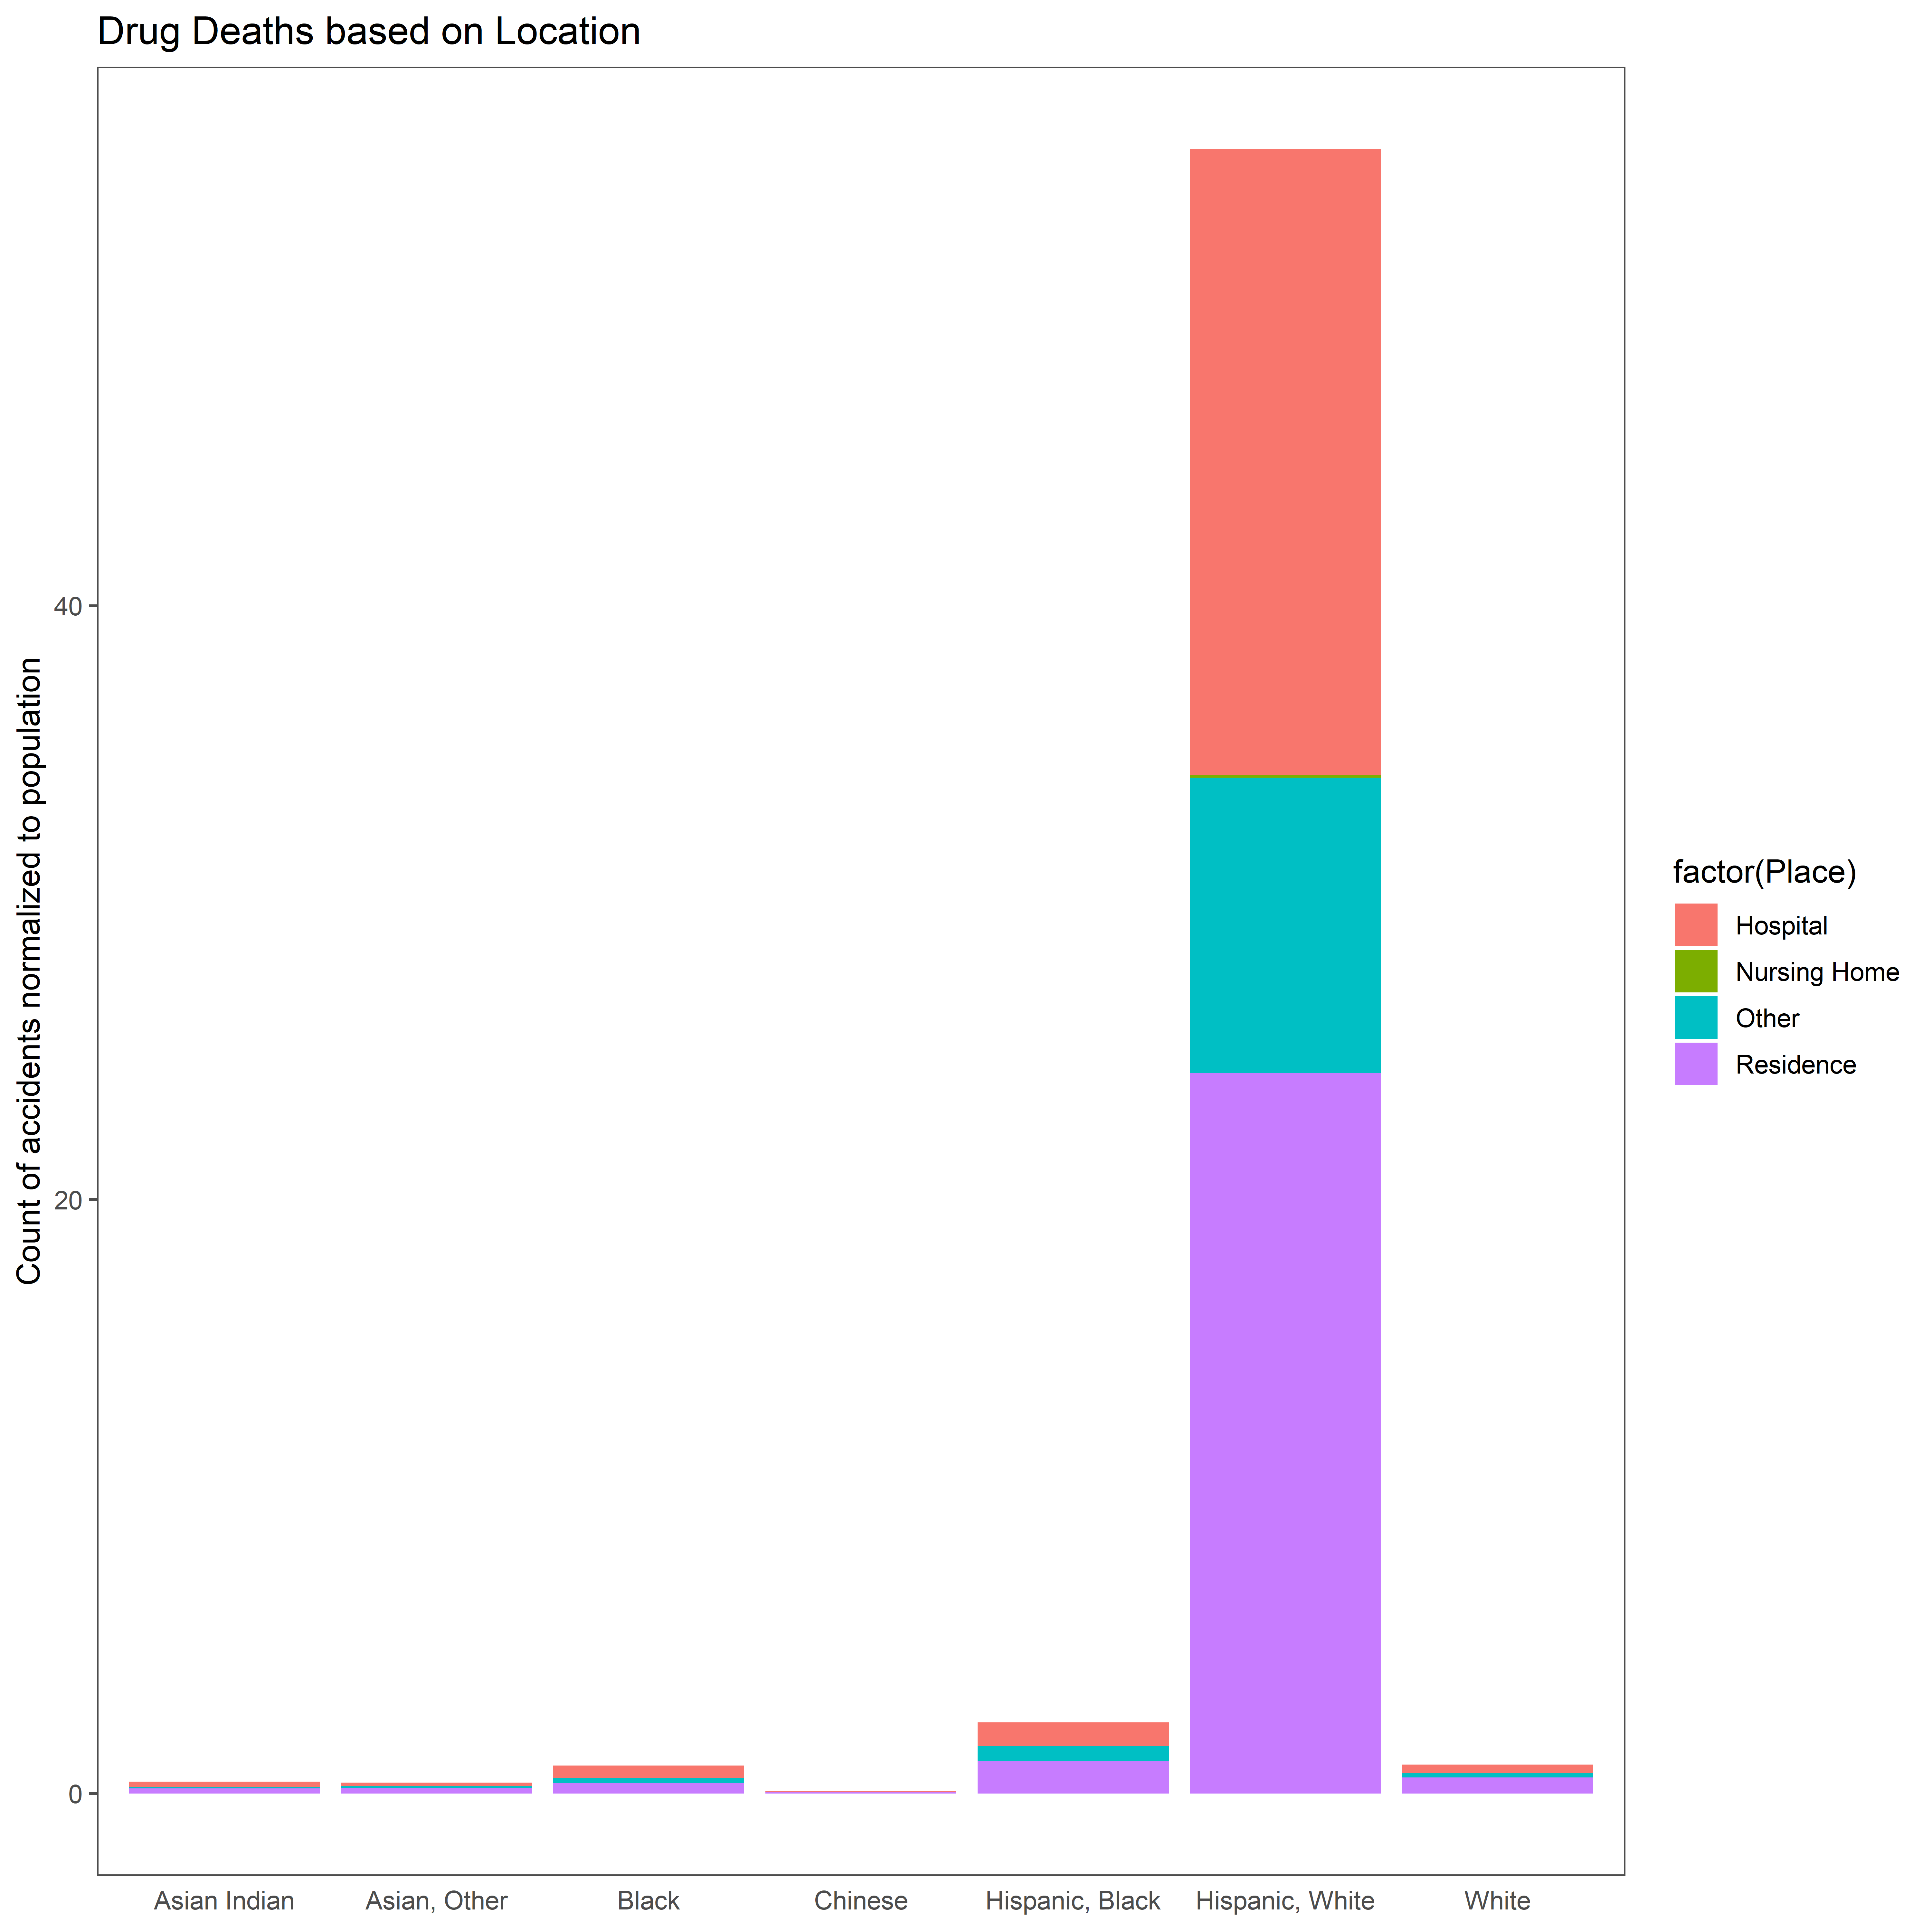 Drug Deaths based on Location
Count of accidents normalized to population
40
20
0
Asian Indian
Asian, Other
Black
Chinese
Hispanic, Black
Hispanic, White
White
factor(Place)
Hospital
Nursing Home
Other
Residence